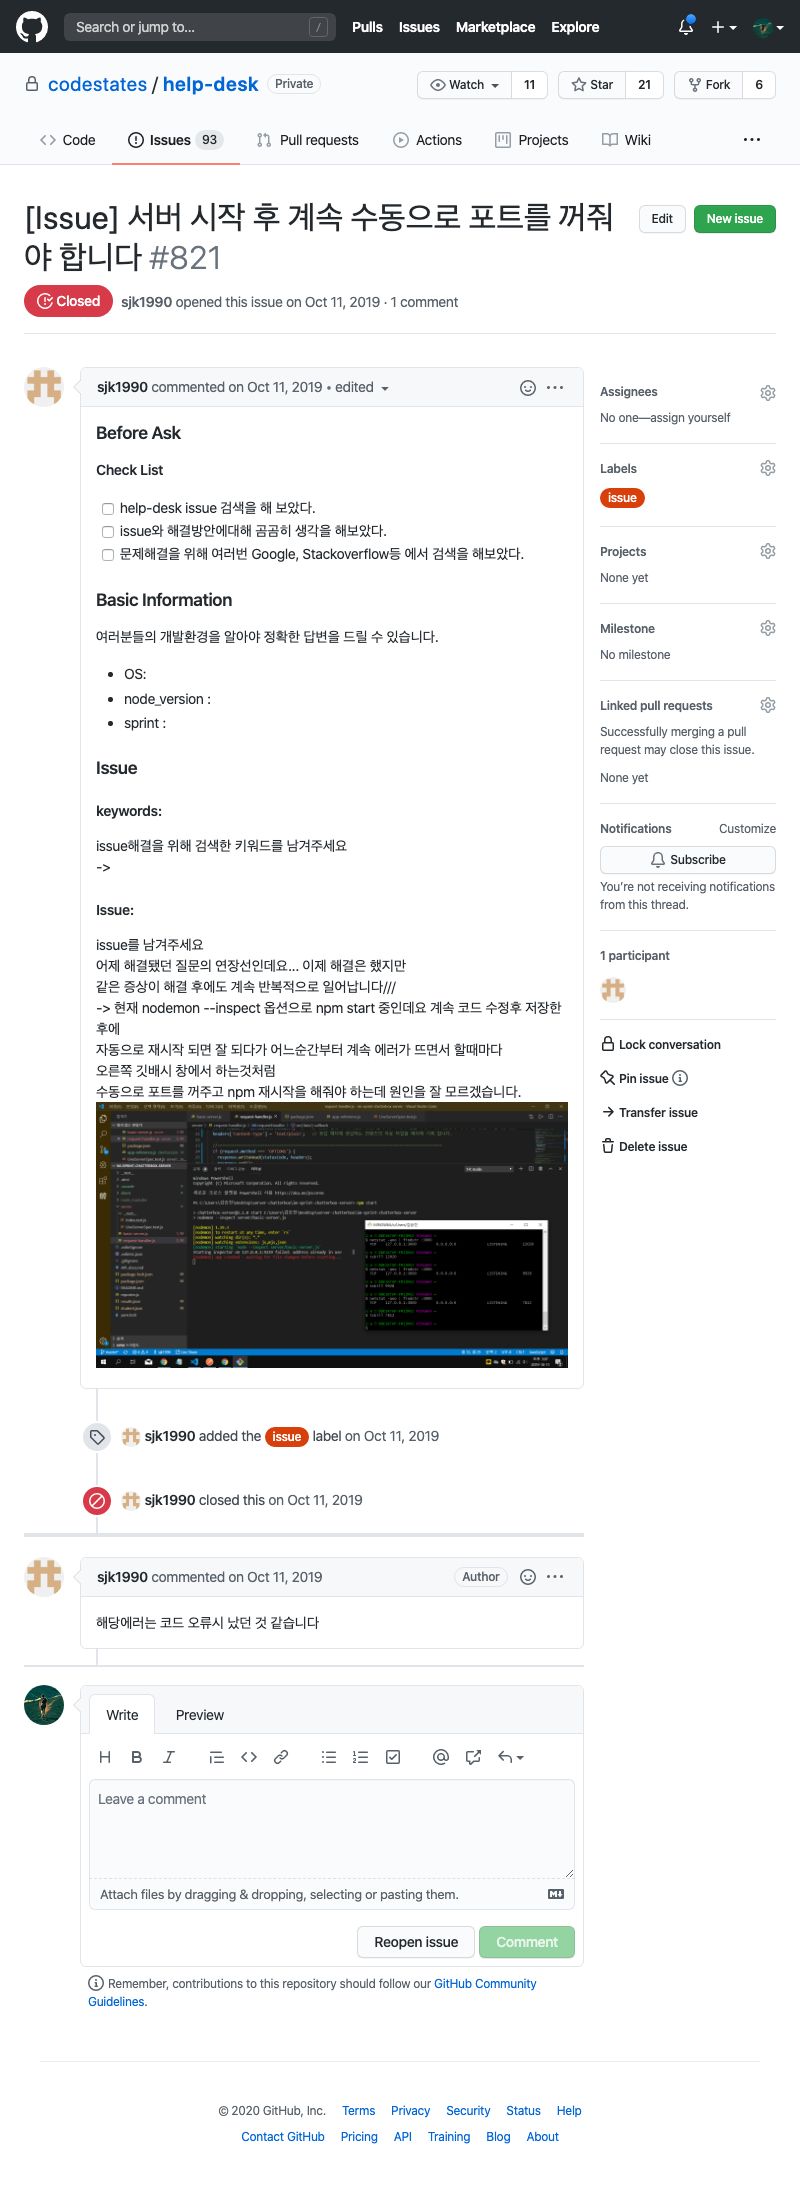 Search or jump to...
/
Pulls
Issues
Marketplace
Explore
codestates / help-desk
Private
Watch
11
Star
21
Fork
6
Code
Issues 93
Pull requests
Actions
Projects
Wiki
[Issue] 서버 시작 후 계속 수동으로 포트를 꺼줘
야 합니다 #821
Edit
New issue
Closed
sjk1990 opened this issue on Oct 11, 2019 · 1 comment
sjk1990 commented on Oct 11, 2019 • edited
Before Ask
Check List
help-desk issue 검색을 해 보았다.
issue와 해결방안에대해 곰곰히 생각을 해보았다.
문제해결을 위해 여러번 Google, Stackoverflow등 에서 검색을 해보았다.
Basic Information
여러분들의 개발환경을 알아야 정확한 답변을 드릴 수 있습니다.
OS:
node_version :
sprint :
Issue
keywords:
issue해결을 위해 검색한 키워드를 남겨주세요
->
Issue:
issue를 남겨주세요
어제 해결됐던 질문의 연장선인데요... 이제 해결은 했지만
같은 증상이 해결 후에도 계속 반복적으로 일어납니다///
-> 현재 nodemon --inspect 옵션으로 npm start 중인데요 계속 코드 수정후 저장한
후에
자동으로 재시작 되면 잘 되다가 어느순간부터 계속 에러가 뜨면서 할때마다
오른쪽 깃배시 창에서 하는것처럼
수동으로 포트를 꺼주고 npm 재시작을 해줘야 하는데 원인을 잘 모르겠습니다.
sjk1990 added the issue label on Oct 11, 2019
sjk1990 closed this on Oct 11, 2019
sjk1990 commented on Oct 11, 2019
Author
해당에러는 코드 오류시 났던 것 같습니다
Write
Preview
Leave a comment
Attach files by dragging & dropping, selecting or pasting them.
Reopen issue
Comment
Remember, contributions to this repository should follow our GitHub Community
Guidelines.
Assignees
No one—assign yourself
Labels
issue
Projects
None yet
Milestone
No milestone
Linked pull requests
Successfully merging a pull
request may close this issue.
None yet
Notifications
Customize
Subscribe
You're not receiving notifications
from this thread.
1 participant
Lock conversation
Pin issue
Transfer issue
Delete issue
© 2020 GitHub, Inc.
Terms
Privacy
Security
Status
Help
Contact GitHub
Pricing
API
Training
Blog
About